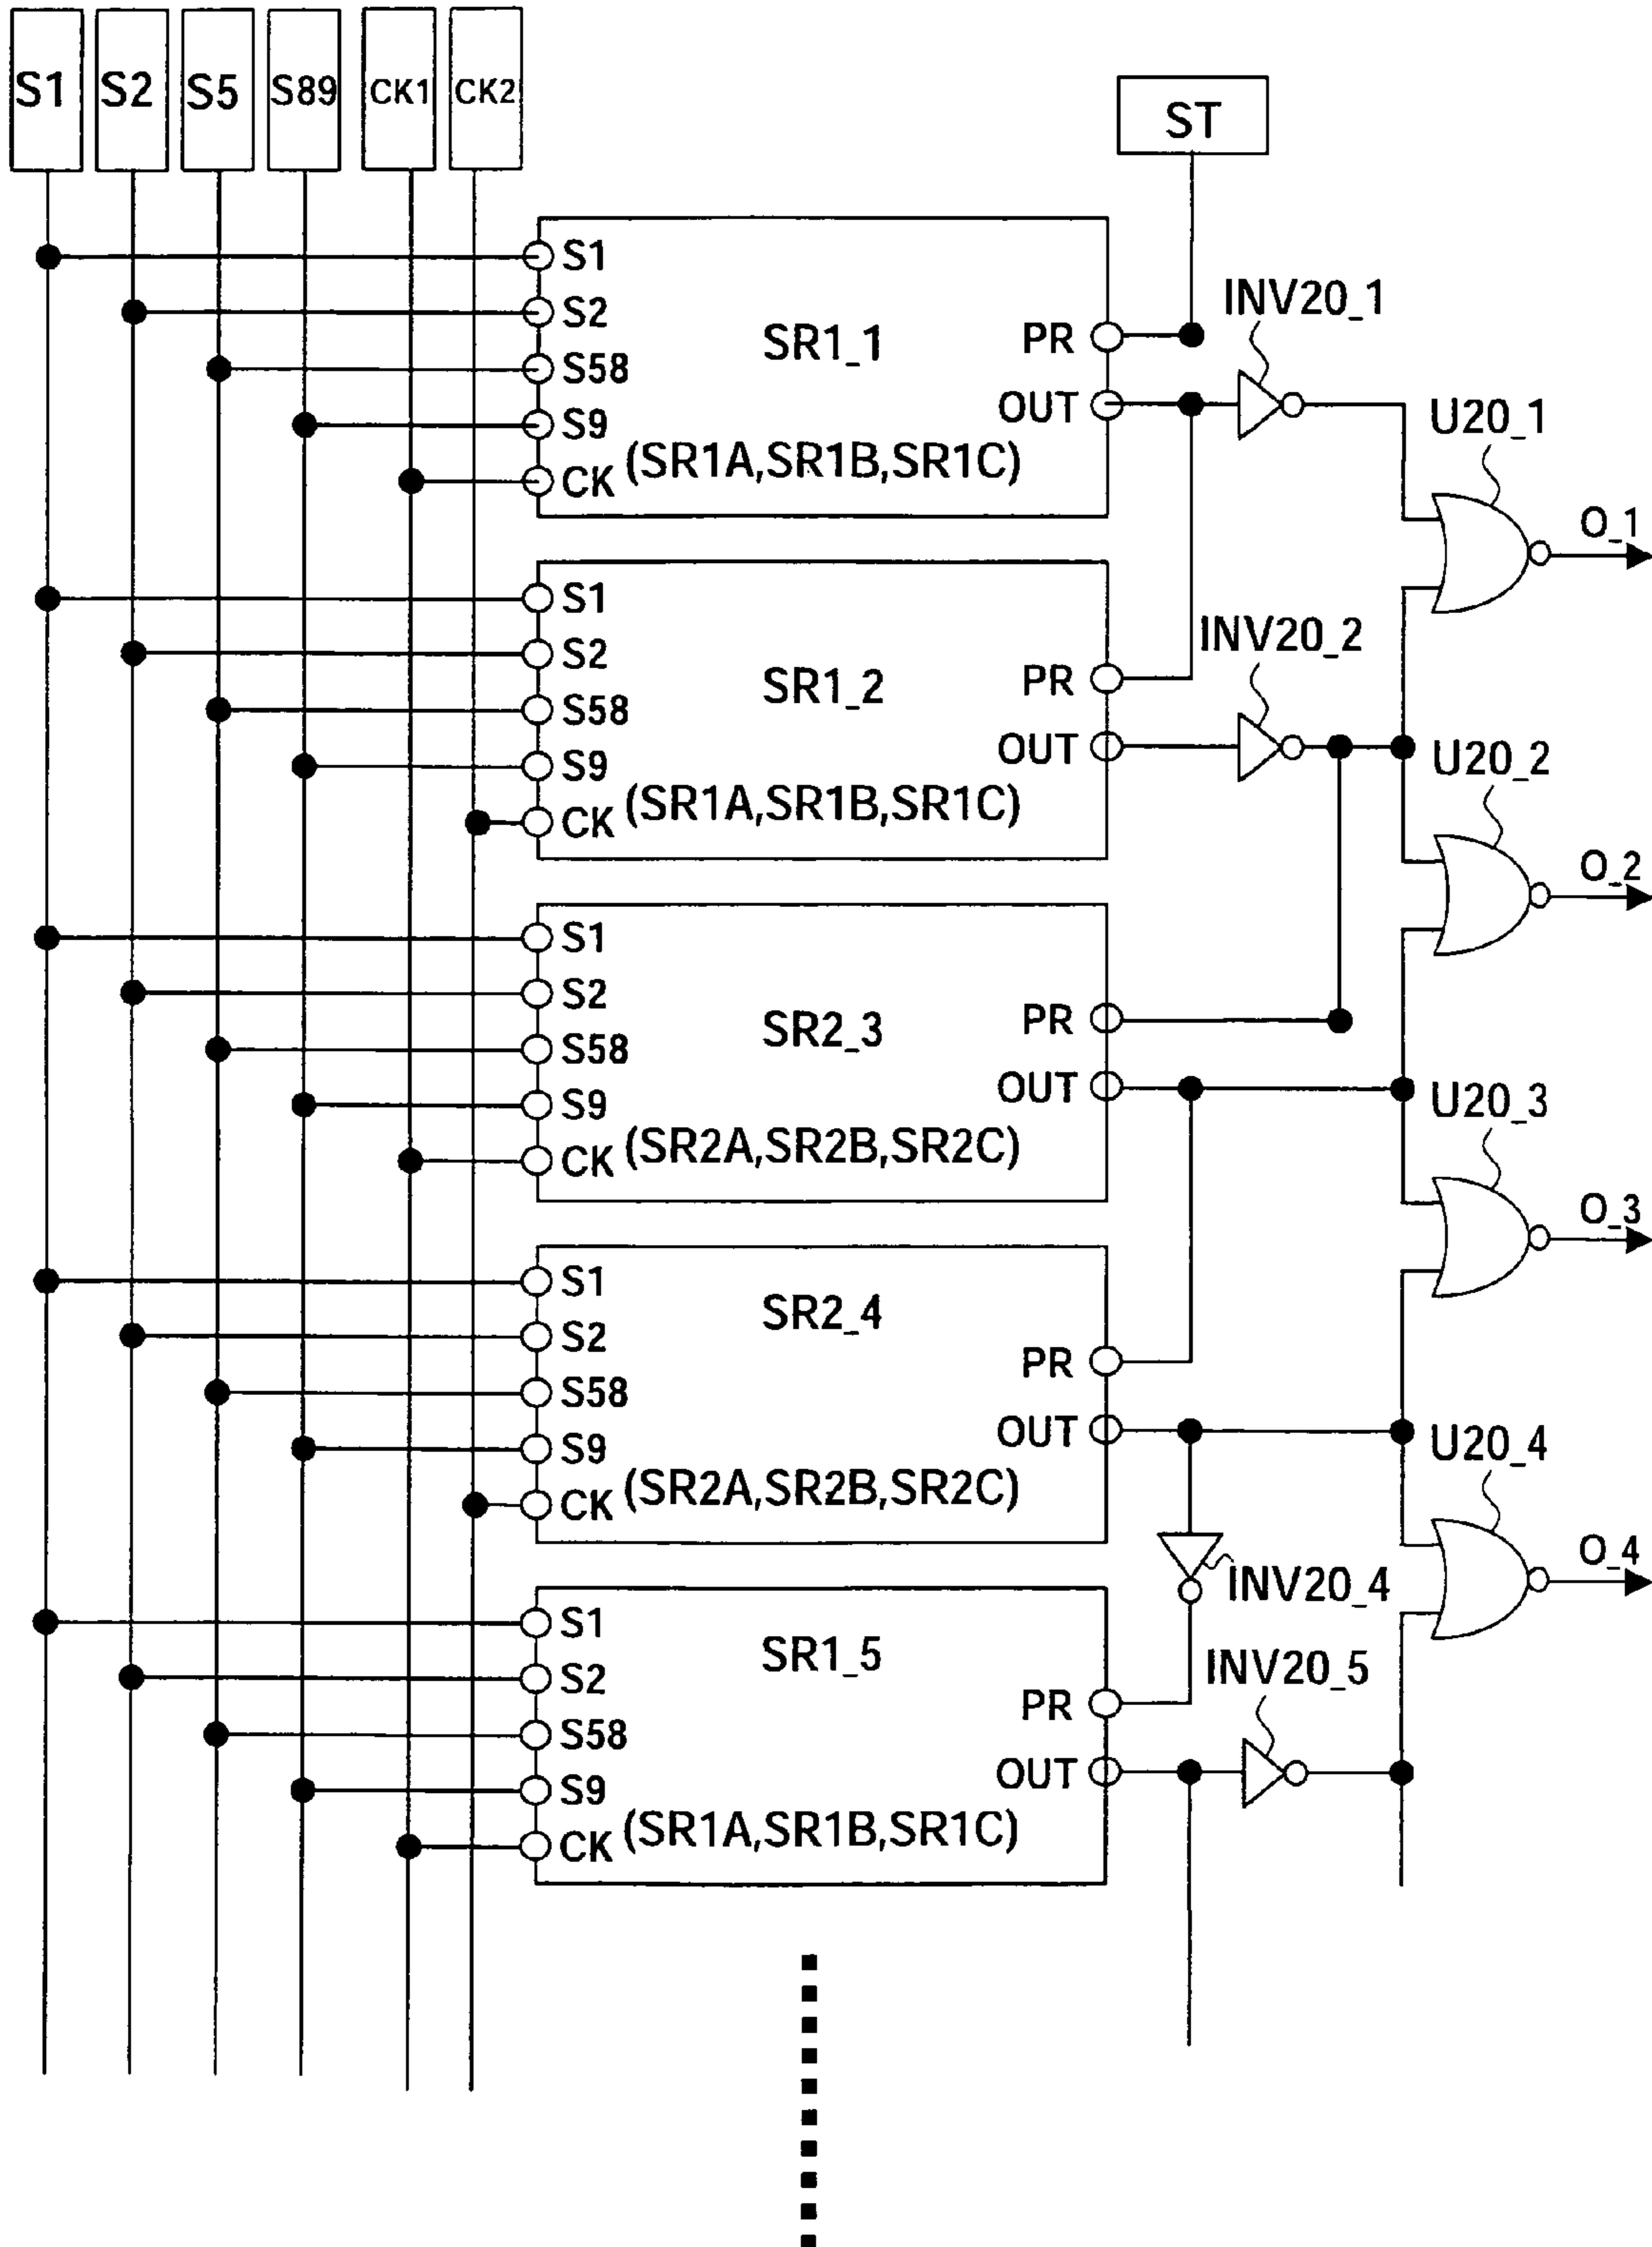 S1 S2 S5 S89 CK1 CK2
ST
S1
S2
S58
S9
CK
SR1_1
PR
OUT
(SR1A,SR1B,SR1C)
INV20_1
U20_1
O_1
S1
S2
S58
S9
CK
SR1_2
PR
OUT
(SR1A,SR1B,SR1C)
INV20_2
U20_2
O_2
S1
S2
S58
S9
CK
SR2_3
PR
OUT
(SR2A,SR2B,SR2C)
U20_3
O_3
S1
S2
S58
S9
CK
SR2_4
PR
OUT
(SR2A,SR2B,SR2C)
U20_4
O_4
INV20_4
S1
S2
S58
S9
CK
SR1_5
PR
OUT
(SR1A,SR1B,SR1C)
INV20_5